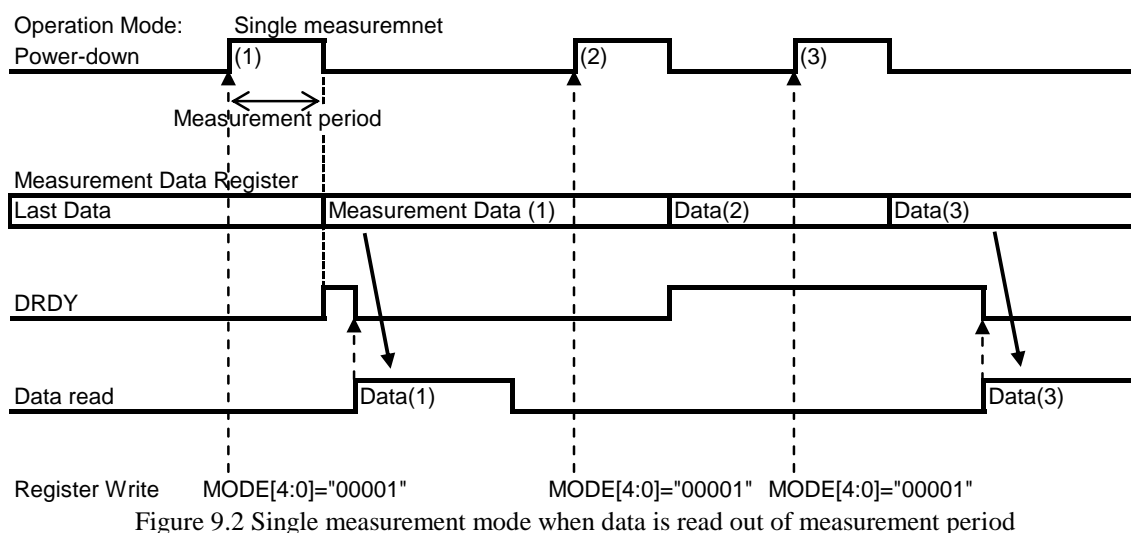 Operation Mode: Single measuremnet
Power-down (1) (2) (3)
Measurement period
Measurement Data Register
Last Data Measurement Data (1) Data(2) Data(3)
DRDY
Data read Data(1) Data(3)
Register Write MODE[4:0]="00001" MODE[4:0]="00001" MODE[4:0]="00001"
Figure 9.2 Single measurement mode when data is read out of measurement period